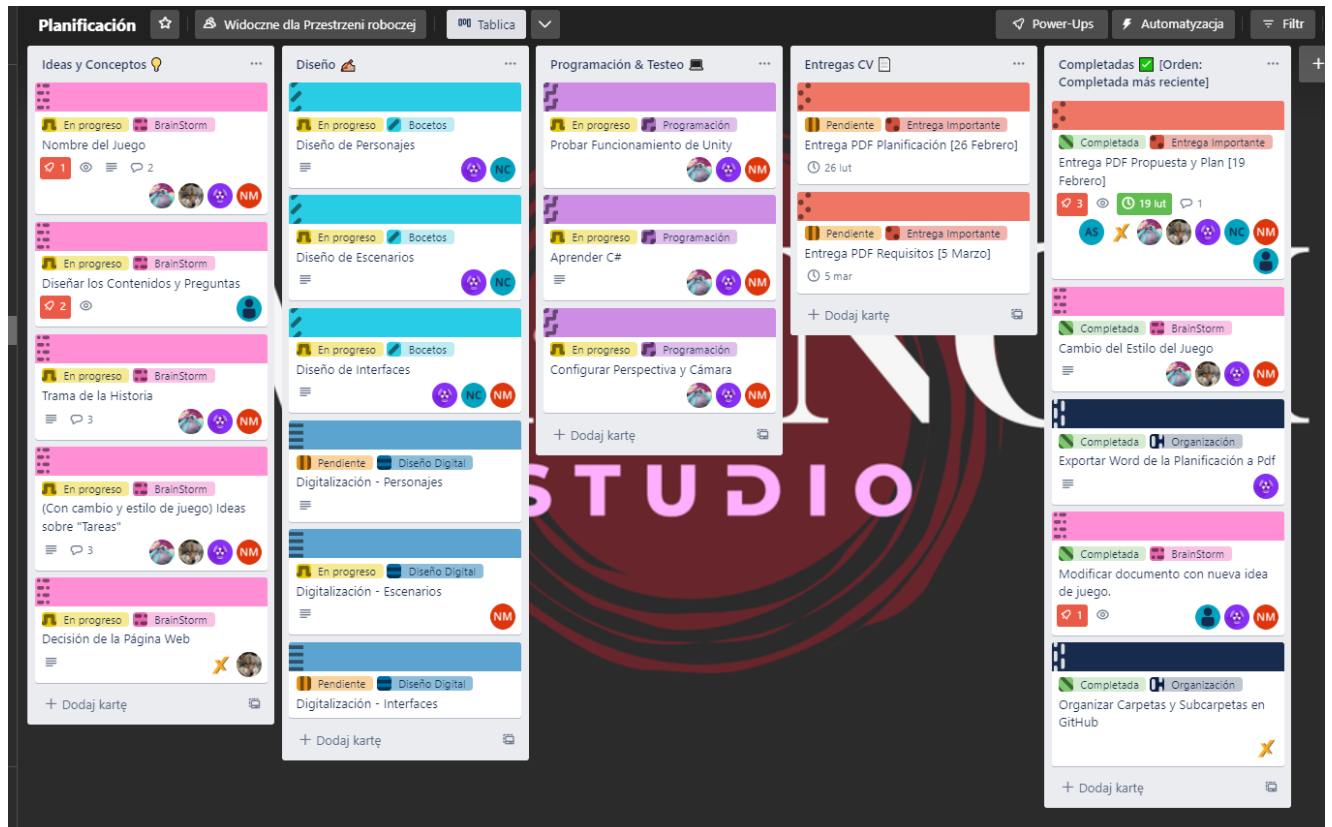 Planificación
Widoczne dla Przestrzeni roboczej
Tablica
Power-Ups
Automatyzacja
Filtr
Ideas y Conceptos 💡
En progreso BrainStorm
Nombre del Juego
1 2
NM
En progreso BrainStorm
Diseñar los Contenidos y Preguntas
2
En progreso BrainStorm
Trama de la Historia
3 NM
En progreso BrainStorm
(Con cambio y estilo de juego) Ideas
sobre "Tareas"
3 NM
En progreso BrainStorm
Decisión de la Página Web
X
+ Dodaj kartę
Diseño ✍️
En progreso Bocetos
Diseño de Personajes
NC
En progreso Bocetos
Diseño de Escenarios
NC
En progreso Bocetos
Diseño de Interfaces
NC NM
Pendiente Diseño Digital
Digitalización - Personajes
En progreso Diseño Digital
Digitalización - Escenarios
NM
Pendiente Diseño Digital
Digitalización - Interfaces
+ Dodaj kartę
Programación & Testeo 💻
En progreso Programación
Probar Funcionamiento de Unity
NM
En progreso Programación
Aprender C#
NM
En progreso Programación
Configurar Perspectiva y Cámara
NM
+ Dodaj kartę
Entregas CV 📄
Pendiente Entrega Importante
Entrega PDF Planificación [26 Febrero]
26 lut
Pendiente Entrega Importante
Entrega PDF Requisitos [5 Marzo]
5 mar
+ Dodaj kartę
Completadas ✅ [Orden:
Completada más reciente]
Completada Entrega Importante
Entrega PDF Propuesta y Plan [19
Febrero]
3 19 lut 1
AS X NC NM
Completada BrainStorm
Cambio del Estilo del Juego
NM
Completada Organización
Exportar Word de la Planificación a Pdf
Completada BrainStorm
Modificar documento con nueva idea
de juego.
1 NM
Completada Organización
Organizar Carpetas y Subcarpetas en
GitHub
X
+ Dodaj kartę
STUDIO